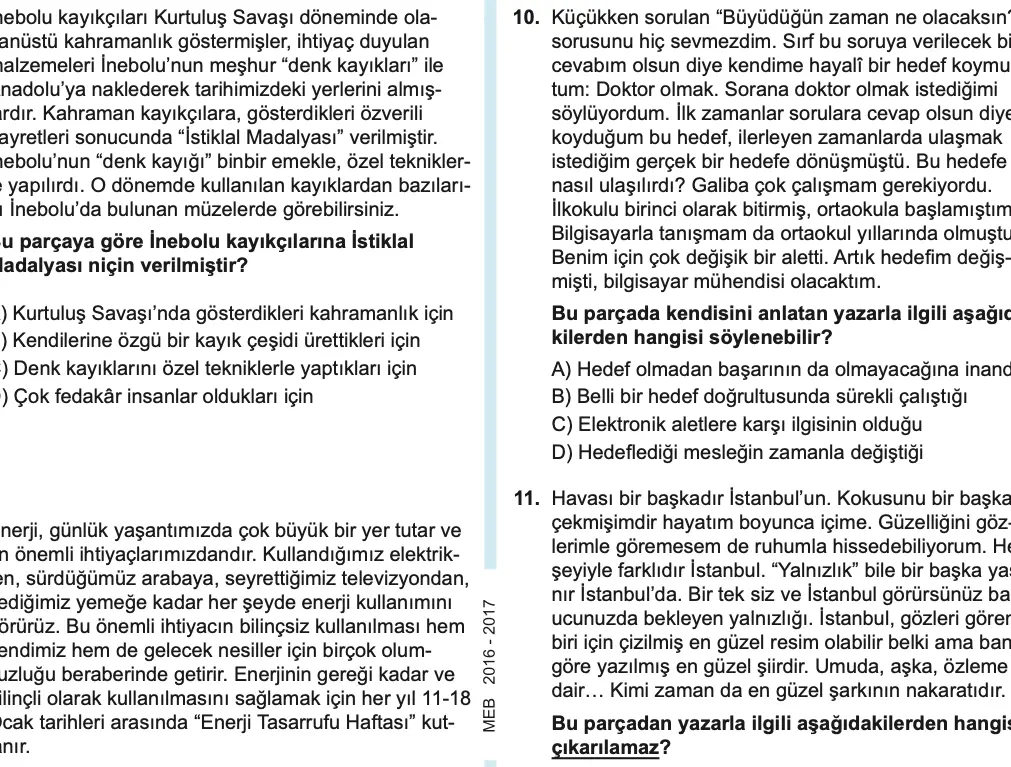 nebolu kayıkçıları Kurtuluş Savaşı döneminde ola-
anüstü kahramanlık göstermişler, ihtiyaç duyulan
malzemeleri İnebolu’nun meşhur “denk kayıkları” ile
nadolu’ya naklederek tarihimizdeki yerlerini almış-
ardır. Kahraman kayıkçılara, gösterdikleri özverili
ayretleri sonucunda “İstiklal Madalyası” verilmiştir.
nebolu’nun “denk kayığı” binbir emekle, özel teknikler-
e yapılırdı. O dönemde kullanılan kayıklardan bazıları-
ı İnebolu’da bulunan müzelerde görebilirsiniz.
u parçaya göre İnebolu kayıkçılarına İstiklal
adalyası niçin verilmiştir?
) Kurtuluş Savaşı’nda gösterdikleri kahramanlık için
) Kendilerine özgü bir kayık çeşidi ürettikleri için
) Denk kayıklarını özel tekniklerle yaptıkları için
) Çok fedakâr insanlar oldukları için
nerji, günlük yaşantımızda çok büyük bir yer tutar ve
n önemli ihtiyaçlarımızdandır. Kullandığımız elektrik-
en, sürdüğümüz arabaya, seyrettiğimiz televizyondan,
ediğimiz yemeğe kadar her şeyde enerji kullanımını
örürüz. Bu önemli ihtiyacın bilinçsiz kullanılması hem
endimiz hem de gelecek nesiller için birçok olum-
uzluğu beraberinde getirir. Enerjinin gereği kadar ve
ilinçli olarak kullanılmasını sağlamak için her yıl 11-18
cak tarihleri arasında “Enerji Tasarrufu Haftası” kut-
anır.
MEB 2016 - 2017
10. Küçükken sorulan “Büyüdüğün zaman ne olacaksın?
sorusunu hiç sevmezdim. Sırf bu soruya verilecek bi
cevabım olsun diye kendime hayalî bir hedef koymu
tum: Doktor olmak. Sorana doktor olmak istediğimi
söylüyordum. İlk zamanlar sorulara cevap olsun diye
koyduğum bu hedef, ilerleyen zamanlarda ulaşmak
istediğim gerçek bir hedefe dönüşmüştü. Bu hedefe
nasıl ulaşılırdı? Galiba çok çalışmam gerekiyordu.
İlkokulu birinci olarak bitirmiş, ortaokula başlamıştım
Bilgisayarla tanışmam da ortaokul yıllarında olmuştu
Benim için çok değişik bir aletti. Artık hedefim değiş-
mişti, bilgisayar mühendisi olacaktım.
Bu parçada kendisini anlatan yazarla ilgili aşağıd
kilerden hangisi söylenebilir?
A) Hedef olmadan başarının da olmayacağına inand
B) Belli bir hedef doğrultusunda sürekli çalıştığı
C) Elektronik aletlere karşı ilgisinin olduğu
D) Hedeflediği mesleğin zamanla değiştiği
11. Havası bir başkadır İstanbul’un. Kokusunu bir başka
çekmişimdir hayatım boyunca içime. Güzelliğini göz-
lerimle göremesem de ruhumla hissedebiliyorum. He
şeyiyle farklıdır İstanbul. “Yalnızlık” bile bir başka yaş
nır İstanbul’da. Bir tek siz ve İstanbul görürsünüz ba
ucunuzda bekleyen yalnızlığı. İstanbul, gözleri gören
biri için çizilmiş en güzel resim olabilir belki ama ban
göre yazılmış en güzel şiirdir. Umuda, aşka, özleme
dair… Kimi zaman da en güzel şarkının nakaratıdır.
Bu parçadan yazarla ilgili aşağıdakilerden hangis
çıkarılamaz?